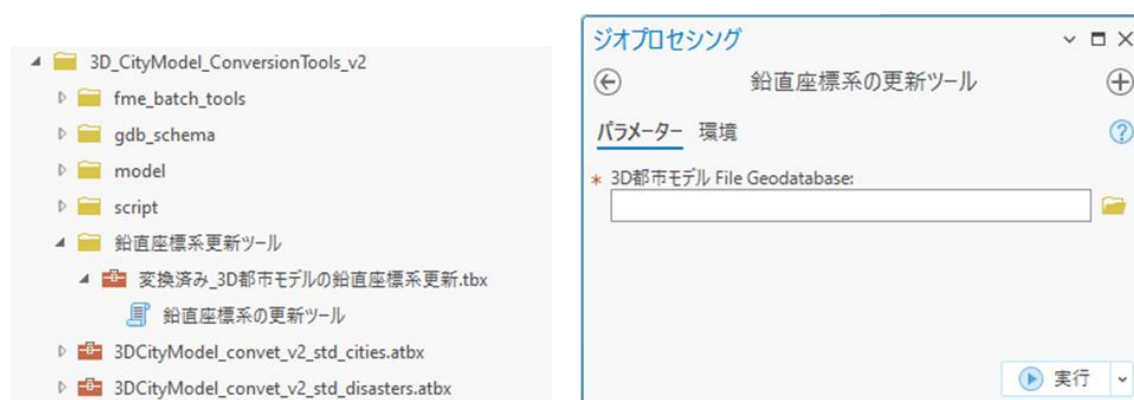 3D_CityModel_ConversionTools_v2
fme_batch_tools
gdb_schema
model
script
鉛直座標系更新ツール
変換済み_3D都市モデルの鉛直座標系更新.tbx
鉛直座標系の更新ツール
3DCityModel_convet_v2_std_cities.atbx
3DCityModel_convet_v2_std_disasters.atbx
ジオプロセシング
鉛直座標系の更新ツール
パラメーター 環境
* 3D都市モデル File Geodatabase:
実行